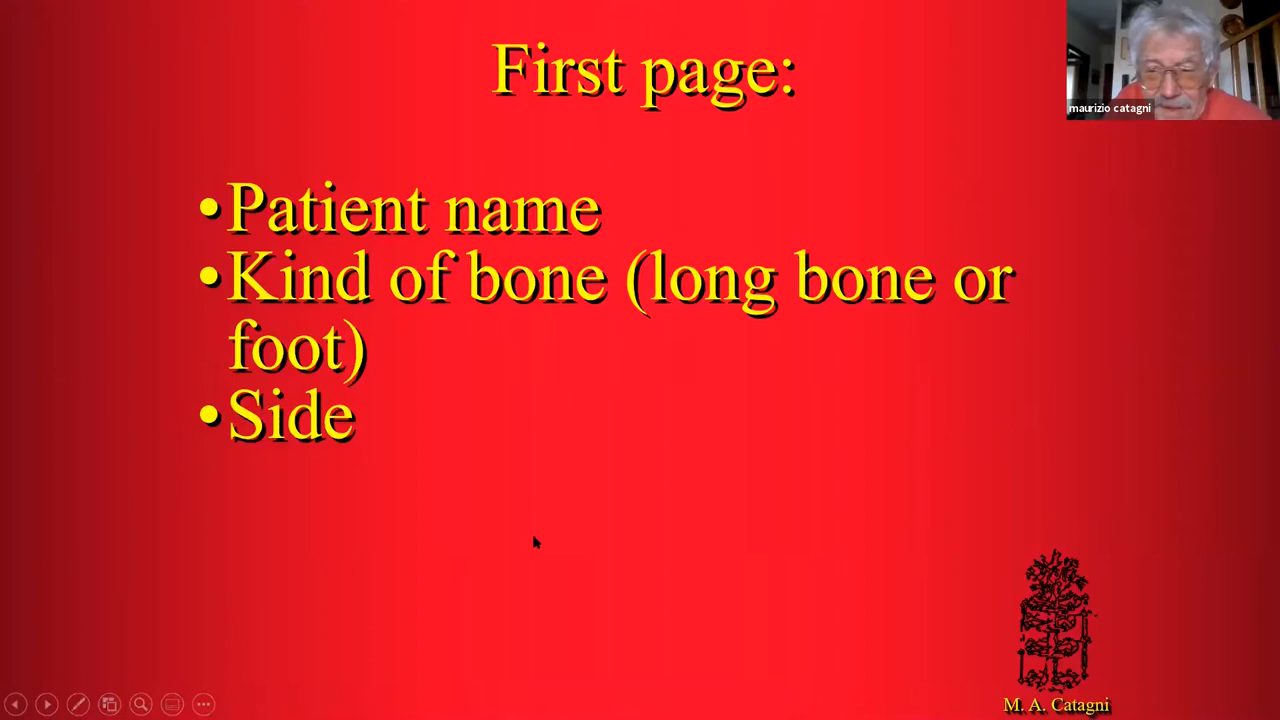 First page:
maurizio catagni
•Patient name
•Kind of bone (long bone or
foot)
•Side
M. A. Catagni